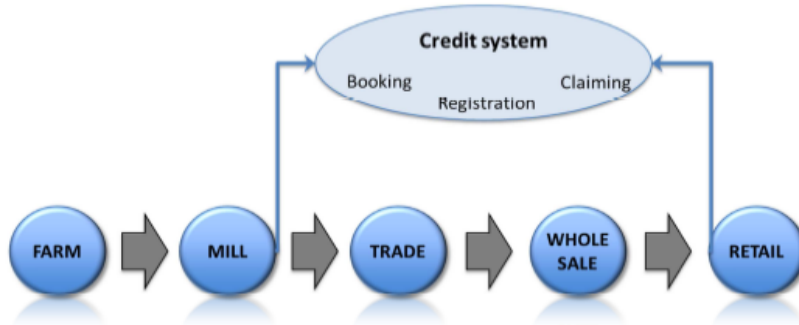 Credit system
Booking
Claiming
Registration
FARM
MILL
TRADE
WHOLE
SALE
RETAIL